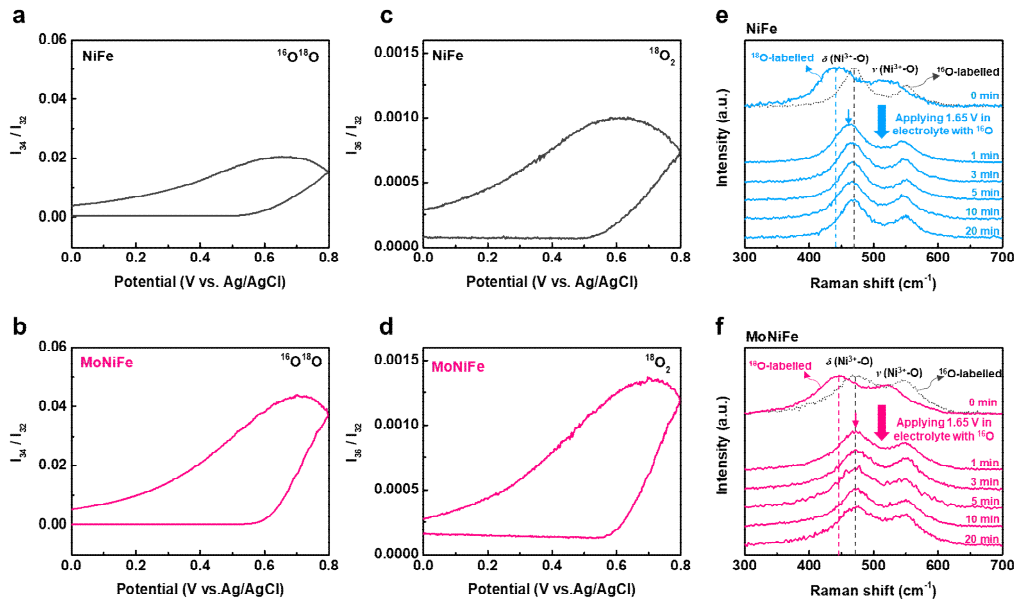 a
NiFe
¹⁶O¹⁸O
I₃₄ / I₃₂
0.06
0.04
0.02
0.00
0.0 0.2 0.4 0.6 0.8
Potential (V vs. Ag/AgCl)
c
NiFe
¹⁸O₂
I₃₆ / I₃₂
0.0015
0.0010
0.0005
0.0000
0.0 0.2 0.4 0.6 0.8
Potential (V vs. Ag/AgCl)
e
NiFe
¹⁸O-labelled
δ (Ni³⁺-O)
ν (Ni³⁺-O)
¹⁶O-labelled
0 min
Applying 1.65 V in
electrolyte with ¹⁶O
1 min
3 min
5 min
10 min
20 min
Intensity (a.u.)
300 400 500 600 700
Raman shift (cm⁻¹)
b
MoNiFe
¹⁶O¹⁸O
I₃₄ / I₃₂
0.06
0.04
0.02
0.00
0.0 0.2 0.4 0.6 0.8
Potential (V vs.Ag/AgCl)
d
MoNiFe
¹⁸O₂
I₃₆ / I₃₂
0.0015
0.0010
0.0005
0.0000
0.0 0.2 0.4 0.6 0.8
Potential (V vs.Ag/AgCl)
f
MoNiFe
¹⁸O-labelled
δ (Ni³⁺-O)
ν (Ni³⁺-O)
¹⁶O-labelled
0 min
Applying 1.65 V in
electrolyte with ¹⁶O
1 min
3 min
5 min
10 min
20 min
Intensity (a.u.)
300 400 500 600 700
Raman shift (cm⁻¹)